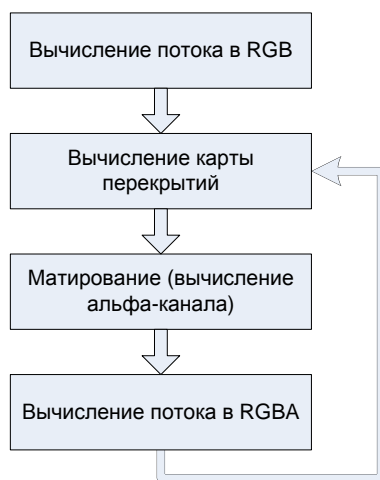 Вычисление потока в RGB
Вычисление карты
перекрытий
Матирование (вычисление
альфа-канала)
Вычисление потока в RGBA